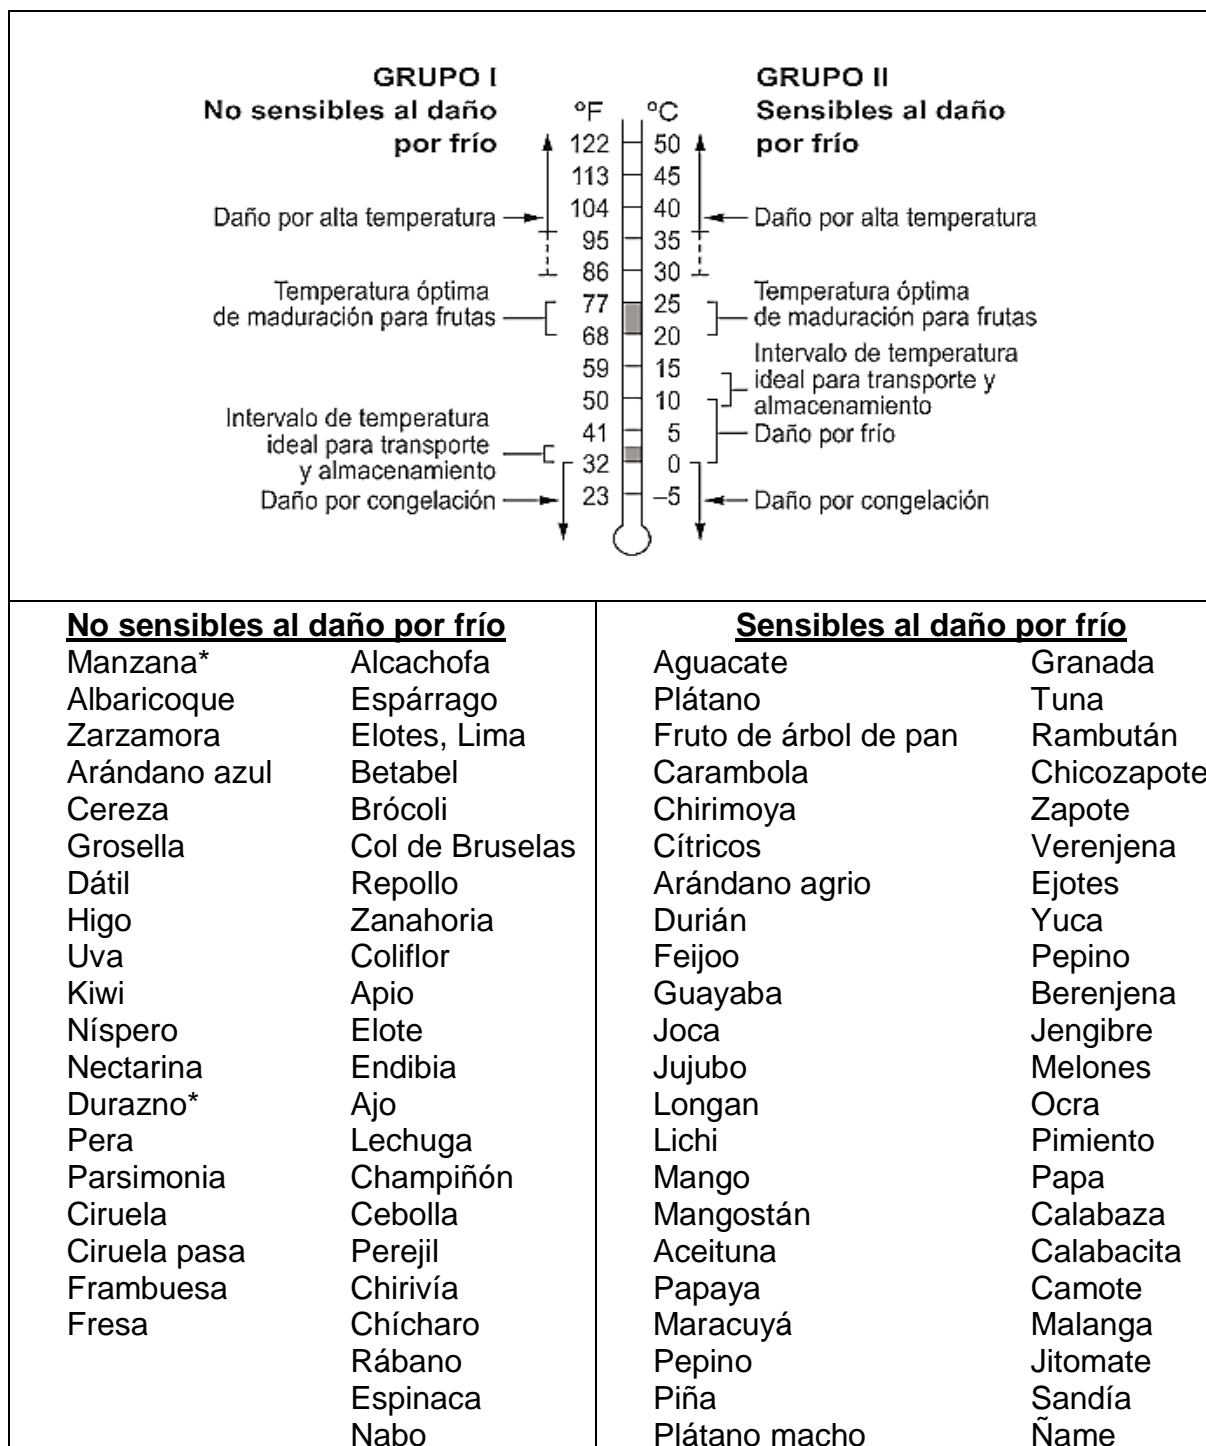 GRUPO I
No sensibles al daño
por frío
GRUPO II
Sensibles al daño
por frío
ºF
ºC
122
50
113
45
104
40
95
35
86
30
77
25
68
20
59
15
50
10
41
5
32
0
23
–5
Daño por alta temperatura
Temperatura óptima
de maduración para frutas
Intervalo de temperatura
ideal para transporte
y almacenamiento
Daño por congelación
Daño por alta temperatura
Temperatura óptima
de maduración para frutas
Intervalo de temperatura
ideal para transporte y
almacenamiento
Daño por frío
Daño por congelación
No sensibles al daño por frío
Manzana*
Albaricoque
Zarzamora
Arándano azul
Cereza
Grosella
Dátil
Higo
Uva
Kiwi
Níspero
Nectarina
Durazno*
Pera
Parsimonia
Ciruela
Ciruela pasa
Frambuesa
Fresa
Alcachofa
Espárrago
Elotes, Lima
Betabel
Brócoli
Col de Bruselas
Repollo
Zanahoria
Coliflor
Apio
Elote
Endibia
Ajo
Lechuga
Champiñón
Cebolla
Perejil
Chirivía
Chícharo
Rábano
Espinaca
Nabo
Sensibles al daño por frío
Aguacate
Plátano
Fruto de árbol de pan
Carambola
Chirimoya
Cítricos
Arándano agrio
Durián
Feijoo
Guayaba
Joca
Jujubo
Longan
Lichi
Mango
Mangostán
Aceituna
Papaya
Maracuyá
Pepino
Piña
Plátano macho
Granada
Tuna
Rambután
Chicozapote
Zapote
Verenjena
Ejotes
Yuca
Pepino
Berenjena
Jengibre
Melones
Ocra
Pimiento
Papa
Calabaza
Calabacita
Camote
Malanga
Jitomate
Sandía
Ñame